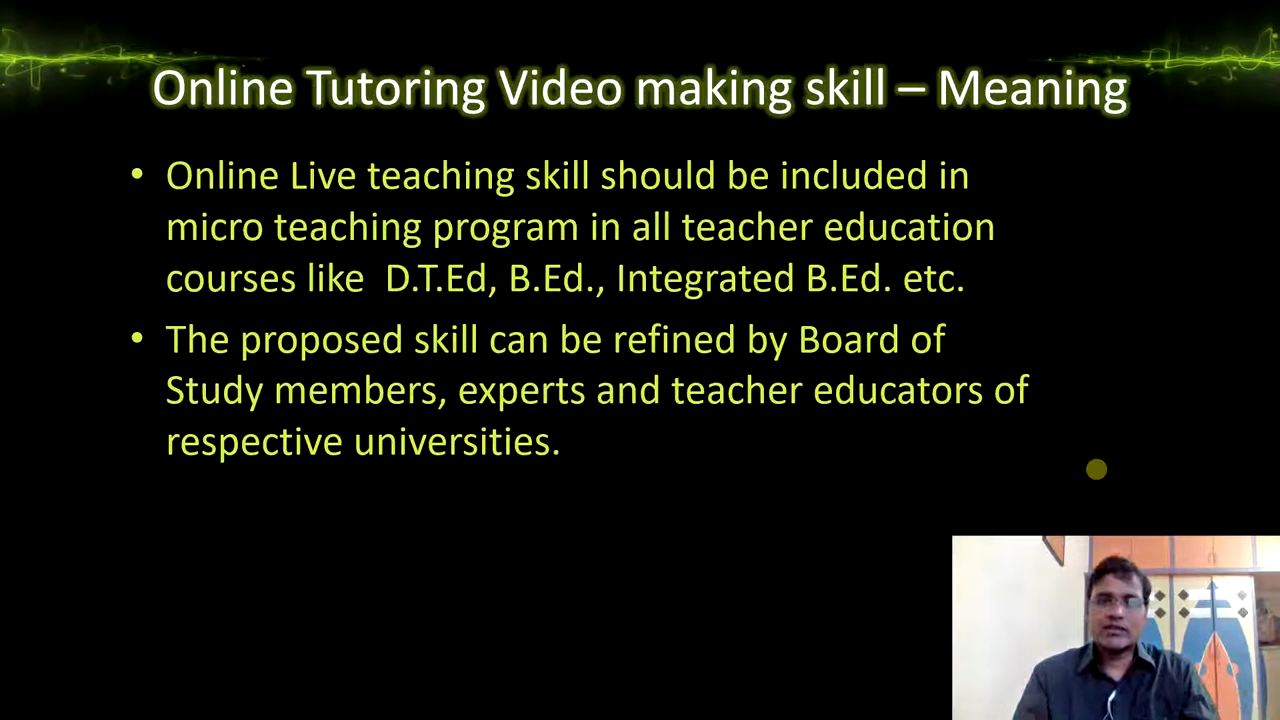 Online Tutoring Video making skill – Meaning
• Online Live teaching skill should be included in
micro teaching program in all teacher education
courses like  D.T.Ed, B.Ed., Integrated B.Ed. etc.
• The proposed skill can be refined by Board of
Study members, experts and teacher educators of
respective universities.